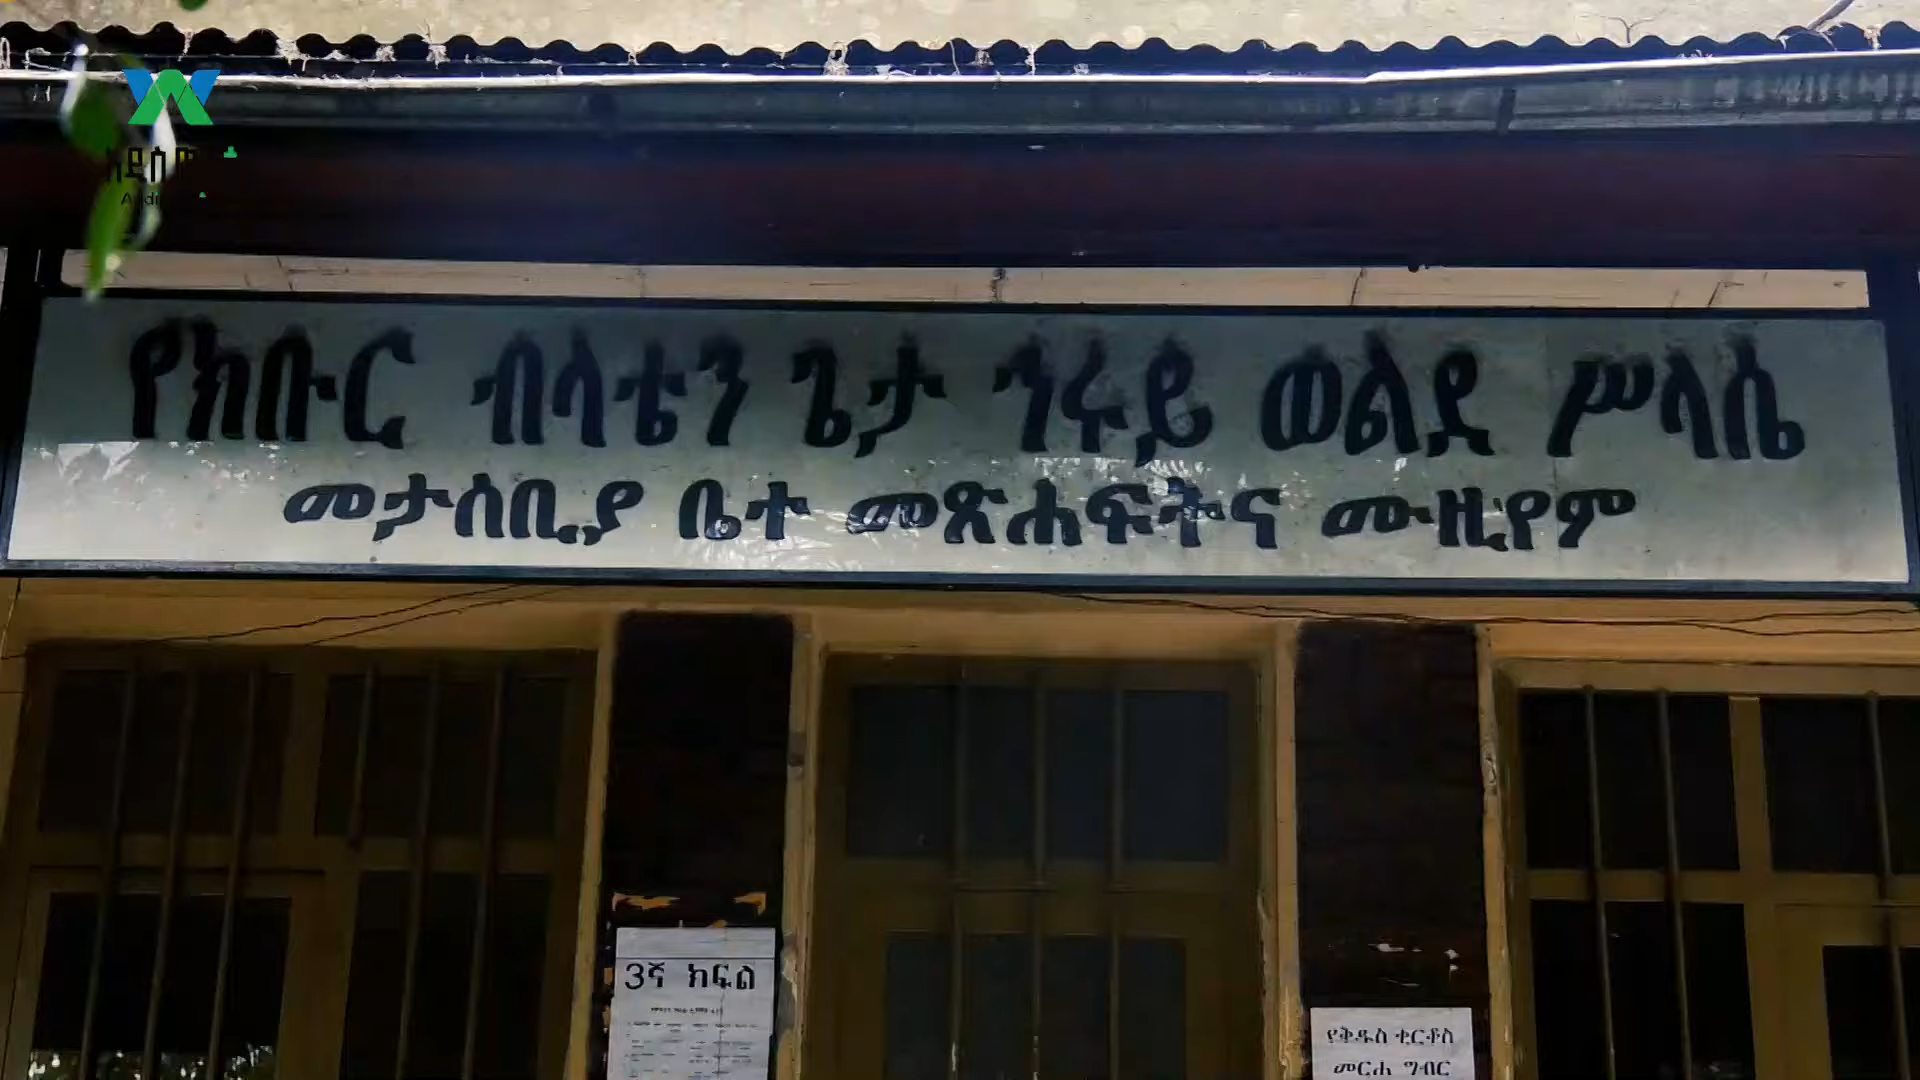 የክቡር ብላቴን ጌታ ኅሩይ ወልደ ሥላሴ
መታሰቢያ ቤተ መጽሐፍትና ሙዚየም
3ኛ ክፍል
የቅዱስ ቂርቆስ
መርሐ ግብር